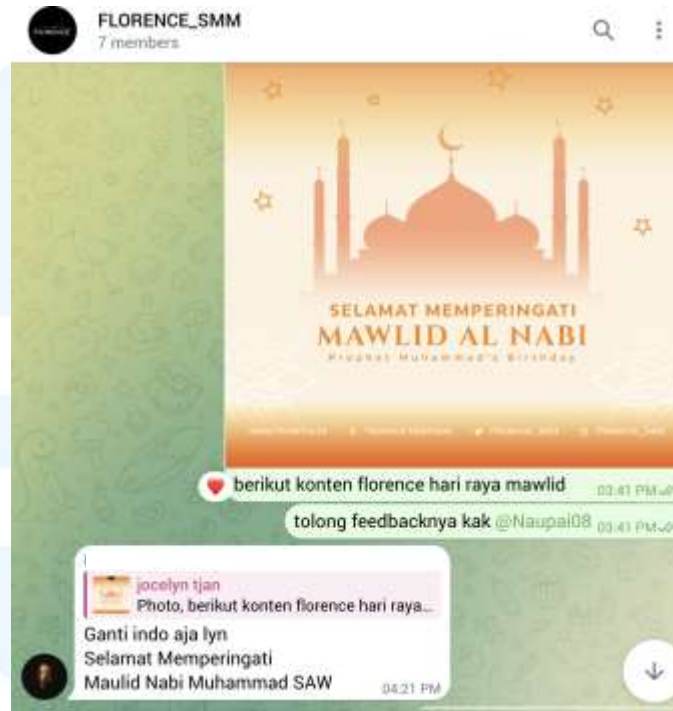 FLORENCE_SMM
7 members
SELAMAT MEMPERINGATI
MAWLID AL NABI
Prophet Muhammad's Birthday
berikut konten florence hari raya mawlid 03:41 PM
tolong feedbacknya kak @Naupai08 03:41 PM
jocelyn tjan
Photo, berikut konten florence hari raya...
Ganti indo aja lyn
Selamat Memperingati
Maulid Nabi Muhammad SAW 04:21 PM